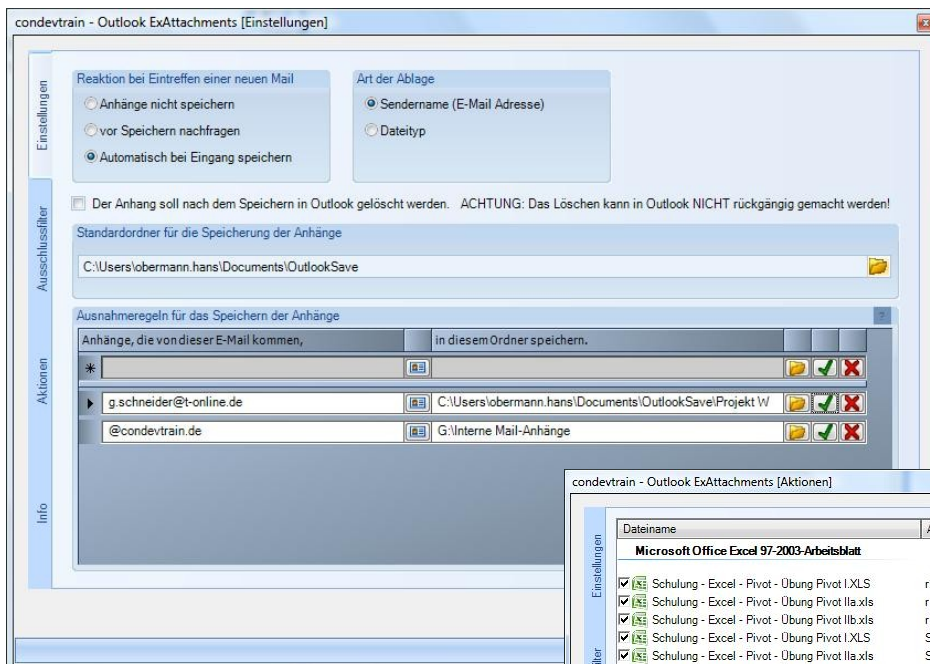 condevtrain - Outlook ExAttachments [Einstellungen]
Einstellungen
Ausschlussfilter
Aktionen
Info
Reaktion bei Eintreffen einer neuen Mail
Anhänge nicht speichern
vor Speichern nachfragen
Automatisch bei Eingang speichern
Art der Ablage
Sendername (E-Mail Adresse)
Dateityp
Der Anhang soll nach dem Speichern in Outlook gelöscht werden. ACHTUNG: Das Löschen kann in Outlook NICHT rückgängig gemacht werden!
Standardordner für die Speicherung der Anhänge
C:\Users\obermann.hans\Documents\OutlookSave
Ausnahmeregeln für das Speichern der Anhänge ?
Anhänge, die von dieser E-Mail kommen, in diesem Ordner speichern.
g.schneider@t-online.de C:\Users\obermann.hans\Documents\OutlookSave\Projekt W
@condevtrain.de G:\Interne Mail-Anhänge
condevtrain - Outlook ExAttachments [Aktionen]
Einstellungen
Dateiname
Microsoft Office Excel 97-2003-Arbeitsblatt
Schulung - Excel - Pivot - Übung Pivot I.XLS
Schulung - Excel - Pivot - Übung Pivot IIa.xls
Schulung - Excel - Pivot - Übung Pivot IIb.xls
Schulung - Excel - Pivot - Übung Pivot I.XLS
Schulung - Excel - Pivot - Übung Pivot IIa.xls